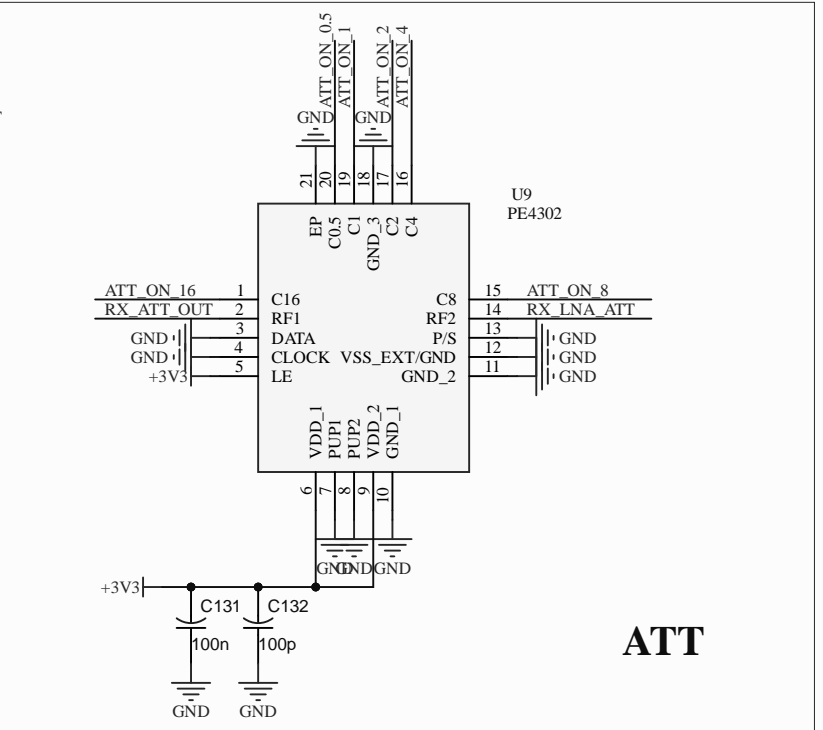 ATT_ON_0.5
ATT_ON_1
ATT_ON_2
ATT_ON_4
GND
GND
21
20
19
18
17
16
U9
PE4302
EP
C0.5
C1
GND_3
C2
C4
ATT_ON_16 1 C16
RX_ATT_OUT 2 RF1
GND 3 DATA
GND 4 CLOCK
+3V3 5 LE
C8 15 ATT_ON_8
RF2 14 RX_LNA_ATT
P/S 13 GND
VSS_EXT/GND 12 GND
GND_2 11 GND
VDD_1
PUP1
PUP2
VDD_2
GND_1
6
7
8
9
10
GND
GND
GND
+3V3
C131
100n
C132
100p
GND
GND
ATT